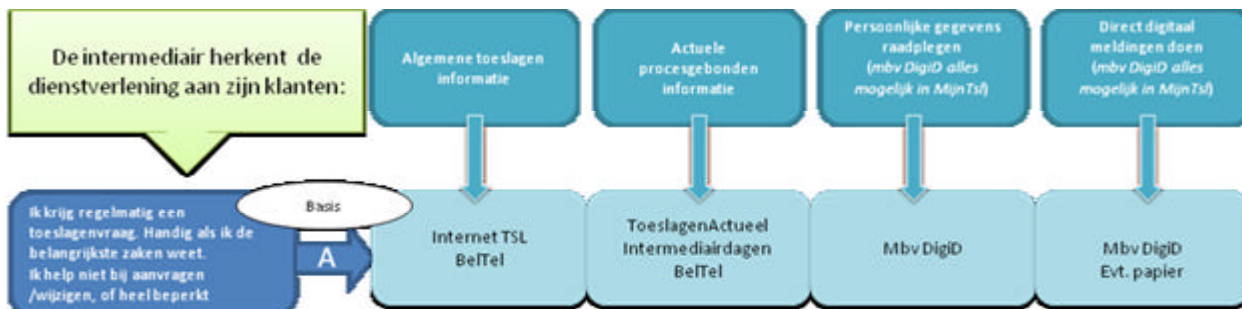 De intermediair herkent de
dienstverlening aan zijn klanten:
Algemene toeslagen
informatie
Actuele
procesgebonden
informatie
Persoonlijke gegevens
raadplegen
(mbv DigiD alles
mogelijk in MijnTsl)
Direct digitaal
meldingen doen
(mbv DigiD alles
mogelijk in MijnTsl)
Ik krijg regelmatig een
toeslagenvraag. Handig als ik de
belangrijkste zaken weet.
Ik help niet bij aanvragen
/wijzigen, of heel beperkt
Basis
A
Internet TSL
BelTel
ToeslagenActueel
Intermediairdagen
BelTel
Mbv DigiD
Mbv DigiD
Evt. papier